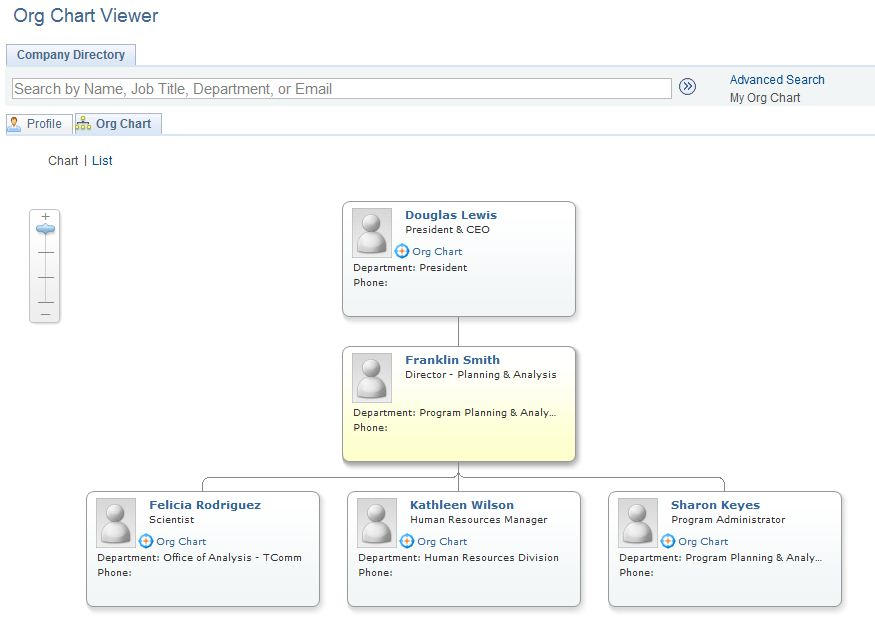 Org Chart Viewer
Company Directory
Search by Name, Job Title, Department, or Email
Advanced Search
My Org Chart
Profile
Org Chart
Chart | List
Douglas Lewis
President & CEO
Org Chart
Department: President
Phone:
Franklin Smith
Director - Planning & Analysis
Department: Program Planning & Analy...
Phone:
Felicia Rodriguez
Scientist
Org Chart
Department: Office of Analysis - TComm
Phone:
Kathleen Wilson
Human Resources Manager
Org Chart
Department: Human Resources Division
Phone:
Sharon Keyes
Program Administrator
Org Chart
Department: Program Planning & Analy...
Phone: